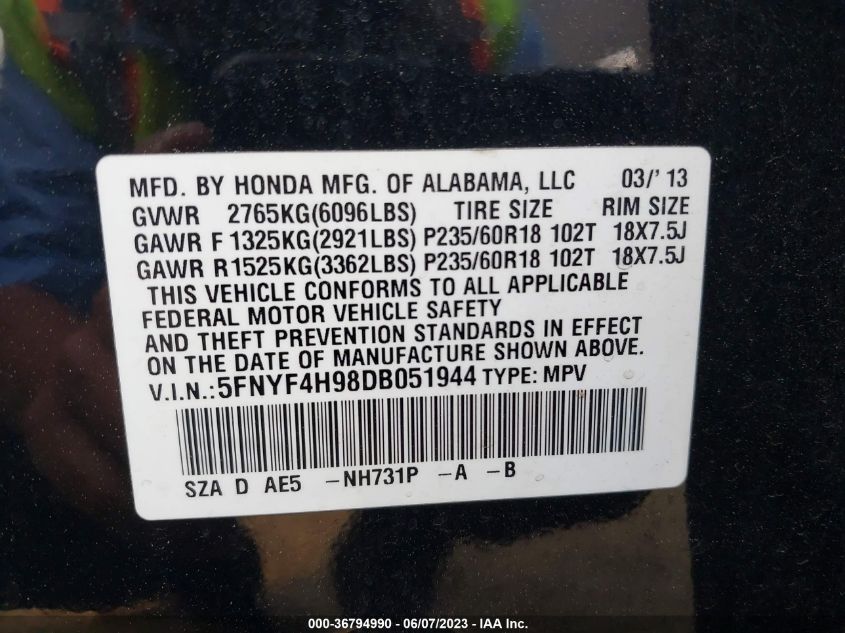 MFD. BY HONDA MFG. OF ALABAMA, LLC 03/' 13
GVWR 2765KG(6096LBS) TIRE SIZE RIM SIZE
GAWR F 1325KG(2921LBS) P235/60R18 102T 18X7.5J
GAWR R 1525KG(3362LBS) P235/60R18 102T 18X7.5J
THIS VEHICLE CONFORMS TO ALL APPLICABLE
FEDERAL MOTOR VEHICLE SAFETY
AND THEFT PREVENTION STANDARDS IN EFFECT
ON THE DATE OF MANUFACTURE SHOWN ABOVE.
V.I.N.: 5FNYF4H98DB051944 TYPE: MPV
SZA D AE5 -NH731P -A -B
000-36794990 - 06/07/2023 - IAA Inc.